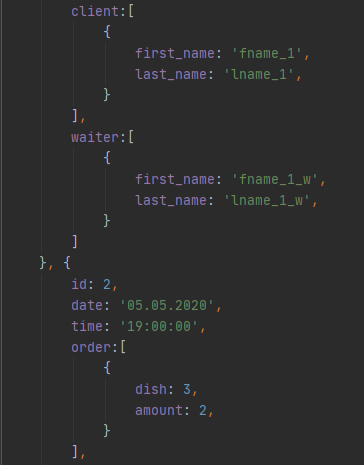 client:[
{
first_name: 'fname_1',
last_name: 'lname_1',
}
],
waiter:[
{
first_name: 'fname_1_w',
last_name: 'lname_1_w',
}
]
}, {
id: 2,
date: '05.05.2020',
time: '19:00:00',
order:[
{
dish: 3,
amount: 2,
}
],